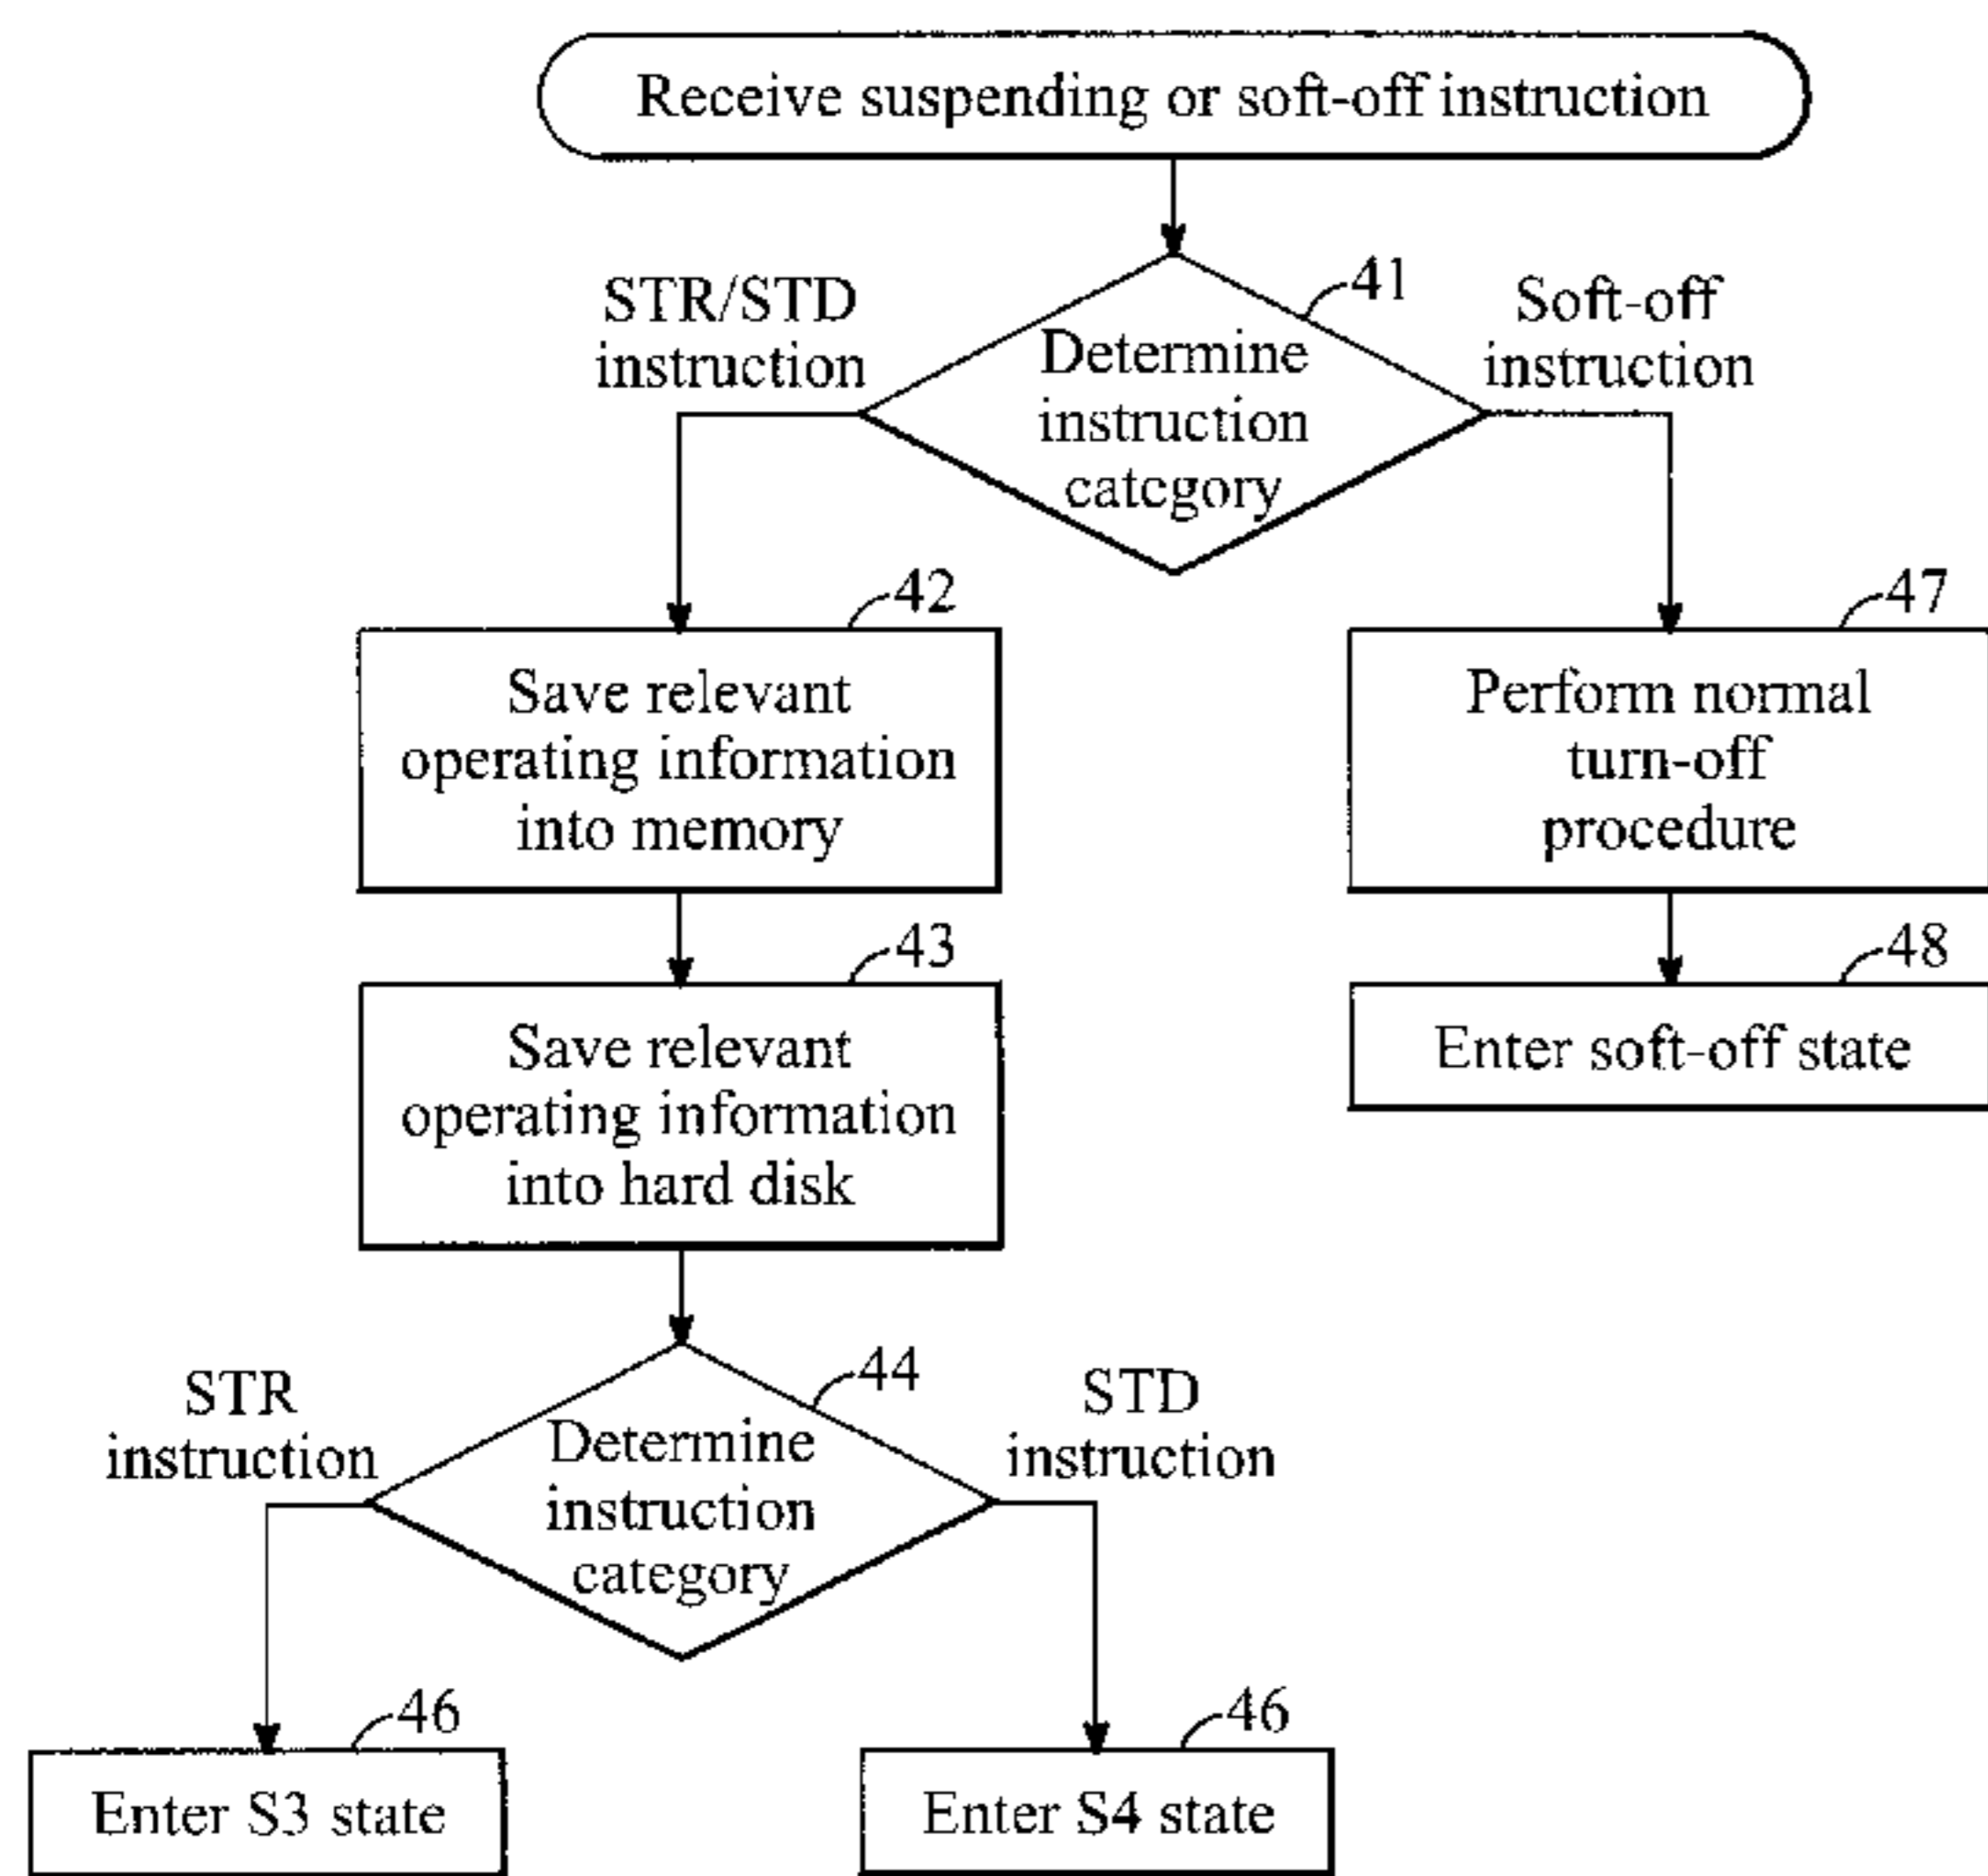 Receive suspending or soft-off instruction
41
STR/STD
instruction
Soft-off
instruction
Determine
instruction
category
42
Save relevant
operating information
into memory
47
Perform normal
turn-off
procedure
43
Save relevant
operating information
into hard disk
48
Enter soft-off state
44
STR
instruction
STD
instruction
Determine
instruction
category
46
Enter S3 state
46
Enter S4 state